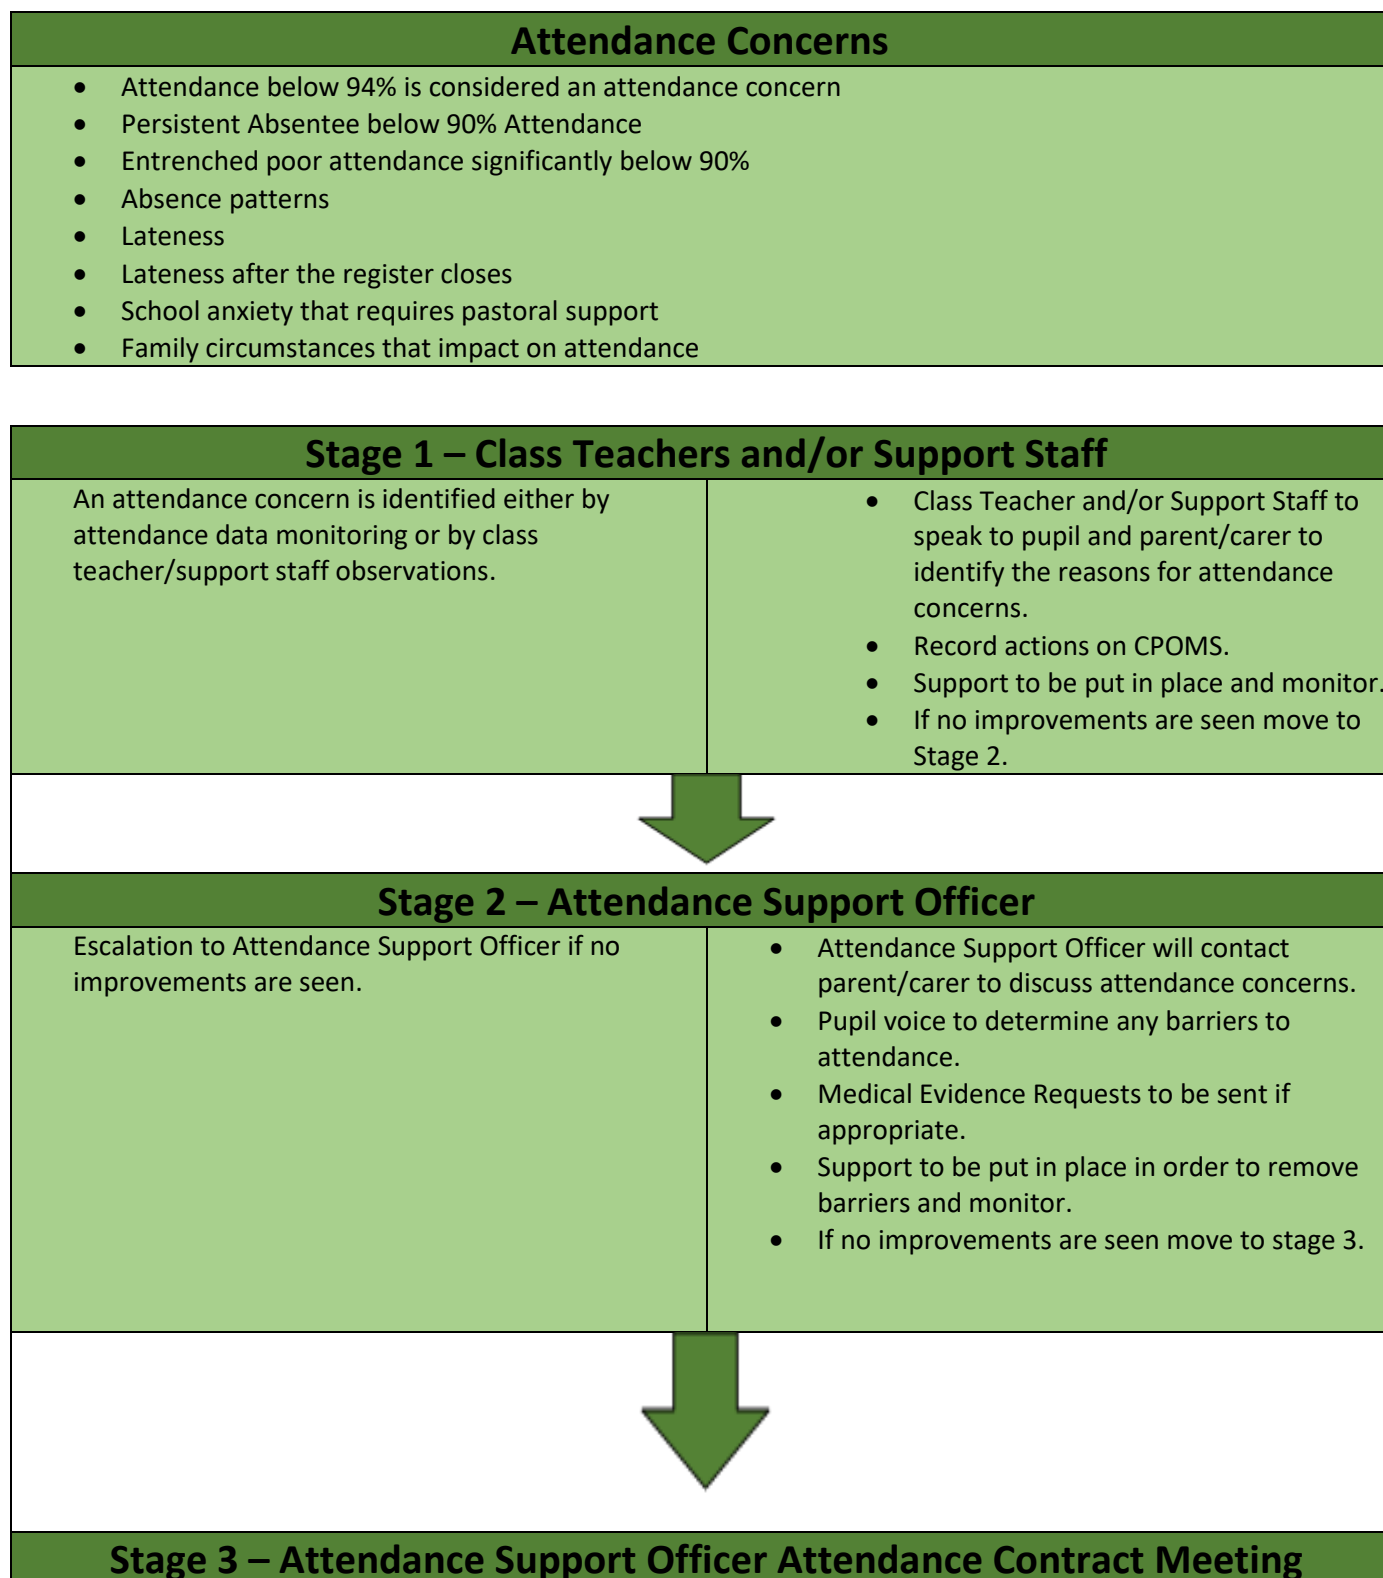 Attendance Concerns
• Attendance below 94% is considered an attendance concern
• Persistent Absentee below 90% Attendance
• Entrenched poor attendance significantly below 90%
• Absence patterns
• Lateness
• Lateness after the register closes
• School anxiety that requires pastoral support
• Family circumstances that impact on attendance
Stage 1 – Class Teachers and/or Support Staff
An attendance concern is identified either by
attendance data monitoring or by class
teacher/support staff observations.
• Class Teacher and/or Support Staff to
speak to pupil and parent/carer to
identify the reasons for attendance
concerns.
• Record actions on CPOMS.
• Support to be put in place and monitor.
• If no improvements are seen move to
Stage 2.
Stage 2 – Attendance Support Officer
Escalation to Attendance Support Officer if no
improvements are seen.
• Attendance Support Officer will contact
parent/carer to discuss attendance concerns.
• Pupil voice to determine any barriers to
attendance.
• Medical Evidence Requests to be sent if
appropriate.
• Support to be put in place in order to remove
barriers and monitor.
• If no improvements are seen move to stage 3.
Stage 3 – Attendance Support Officer Attendance Contract Meeting